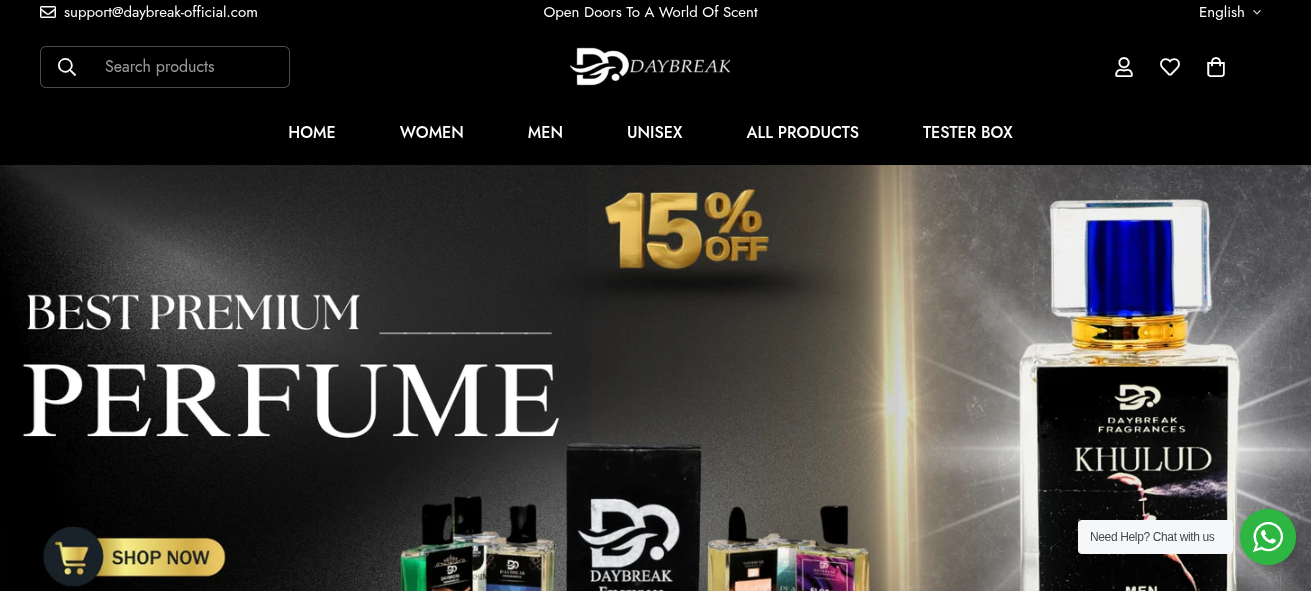 support@daybreak-official.com
Open Doors To A World Of Scent
English
Search products
DAYBREAK
HOME
WOMEN
MEN
UNISEX
ALL PRODUCTS
TESTER BOX
15% OFF
BEST PREMIUM
PERFUME
SHOP NOW
DAYBREAK
DAYBREAK
FRAGRANCES
KHULUD
MEN
Need Help? Chat with us